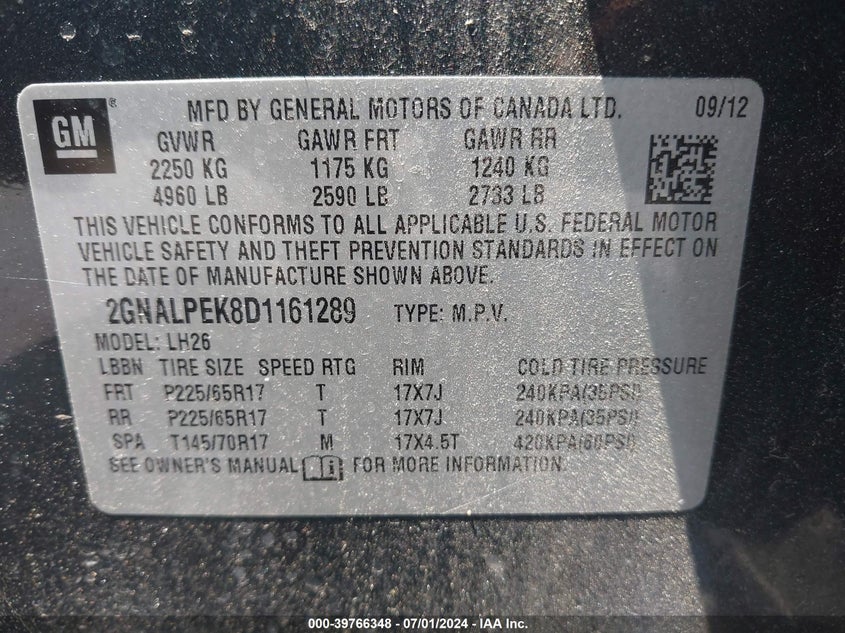 GM ® MFD BY GENERAL MOTORS OF CANADA LTD. 09/12
GVWR GAWR FRT GAWR RR
2250 KG 1175 KG 1240 KG
4960 LB 2590 LB 2733 LB
THIS VEHICLE CONFORMS TO ALL APPLICABLE U.S. FEDERAL MOTOR
VEHICLE SAFETY AND THEFT PREVENTION STANDARDS IN EFFECT ON
THE DATE OF MANUFACTURE SHOWN ABOVE.
2GNALPEK8D1161289 TYPE: M.P.V.
MODEL: LH26
LBBN TIRE SIZE SPEED RTG RIM COLD TIRE PRESSURE
FRT P225/65R17 T 17X7J 240KPA(35PSI)
RR P225/65R17 T 17X7J 240KPA(35PSI)
SPA T145/70R17 M 17X4.5T 420KPA(60PSI)
SEE OWNER'S MANUAL FOR MORE INFORMATION.
000-39766348 - 07/01/2024 - IAA Inc.